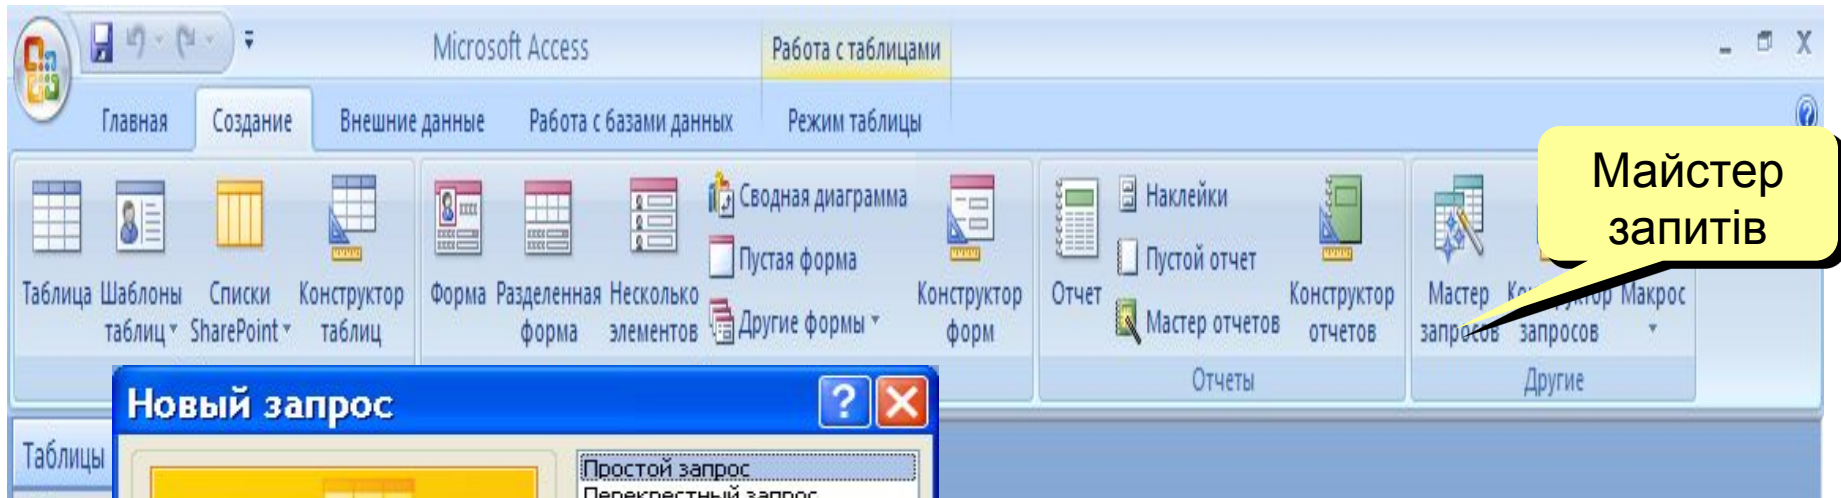 Microsoft Access
Работа с таблицами
Главная
Создание
Внешние данные
Работа с базами данных
Режим таблицы
Таблица
Шаблоны
таблиц
Списки
SharePoint
Конструктор
таблиц
Форма
Разделенная
форма
Несколько
элементов
Сводная диаграмма
Пустая форма
Другие формы
Конструктор
форм
Отчет
Наклейки
Пустой отчет
Мастер отчетов
Конструктор
отчетов
Мастер
запросов
Конструктор
запросов
Макрос
Отчеты
Другие
Майстер
запитів
Новый запрос
Таблицы
Простой запрос
Перекрестный запрос